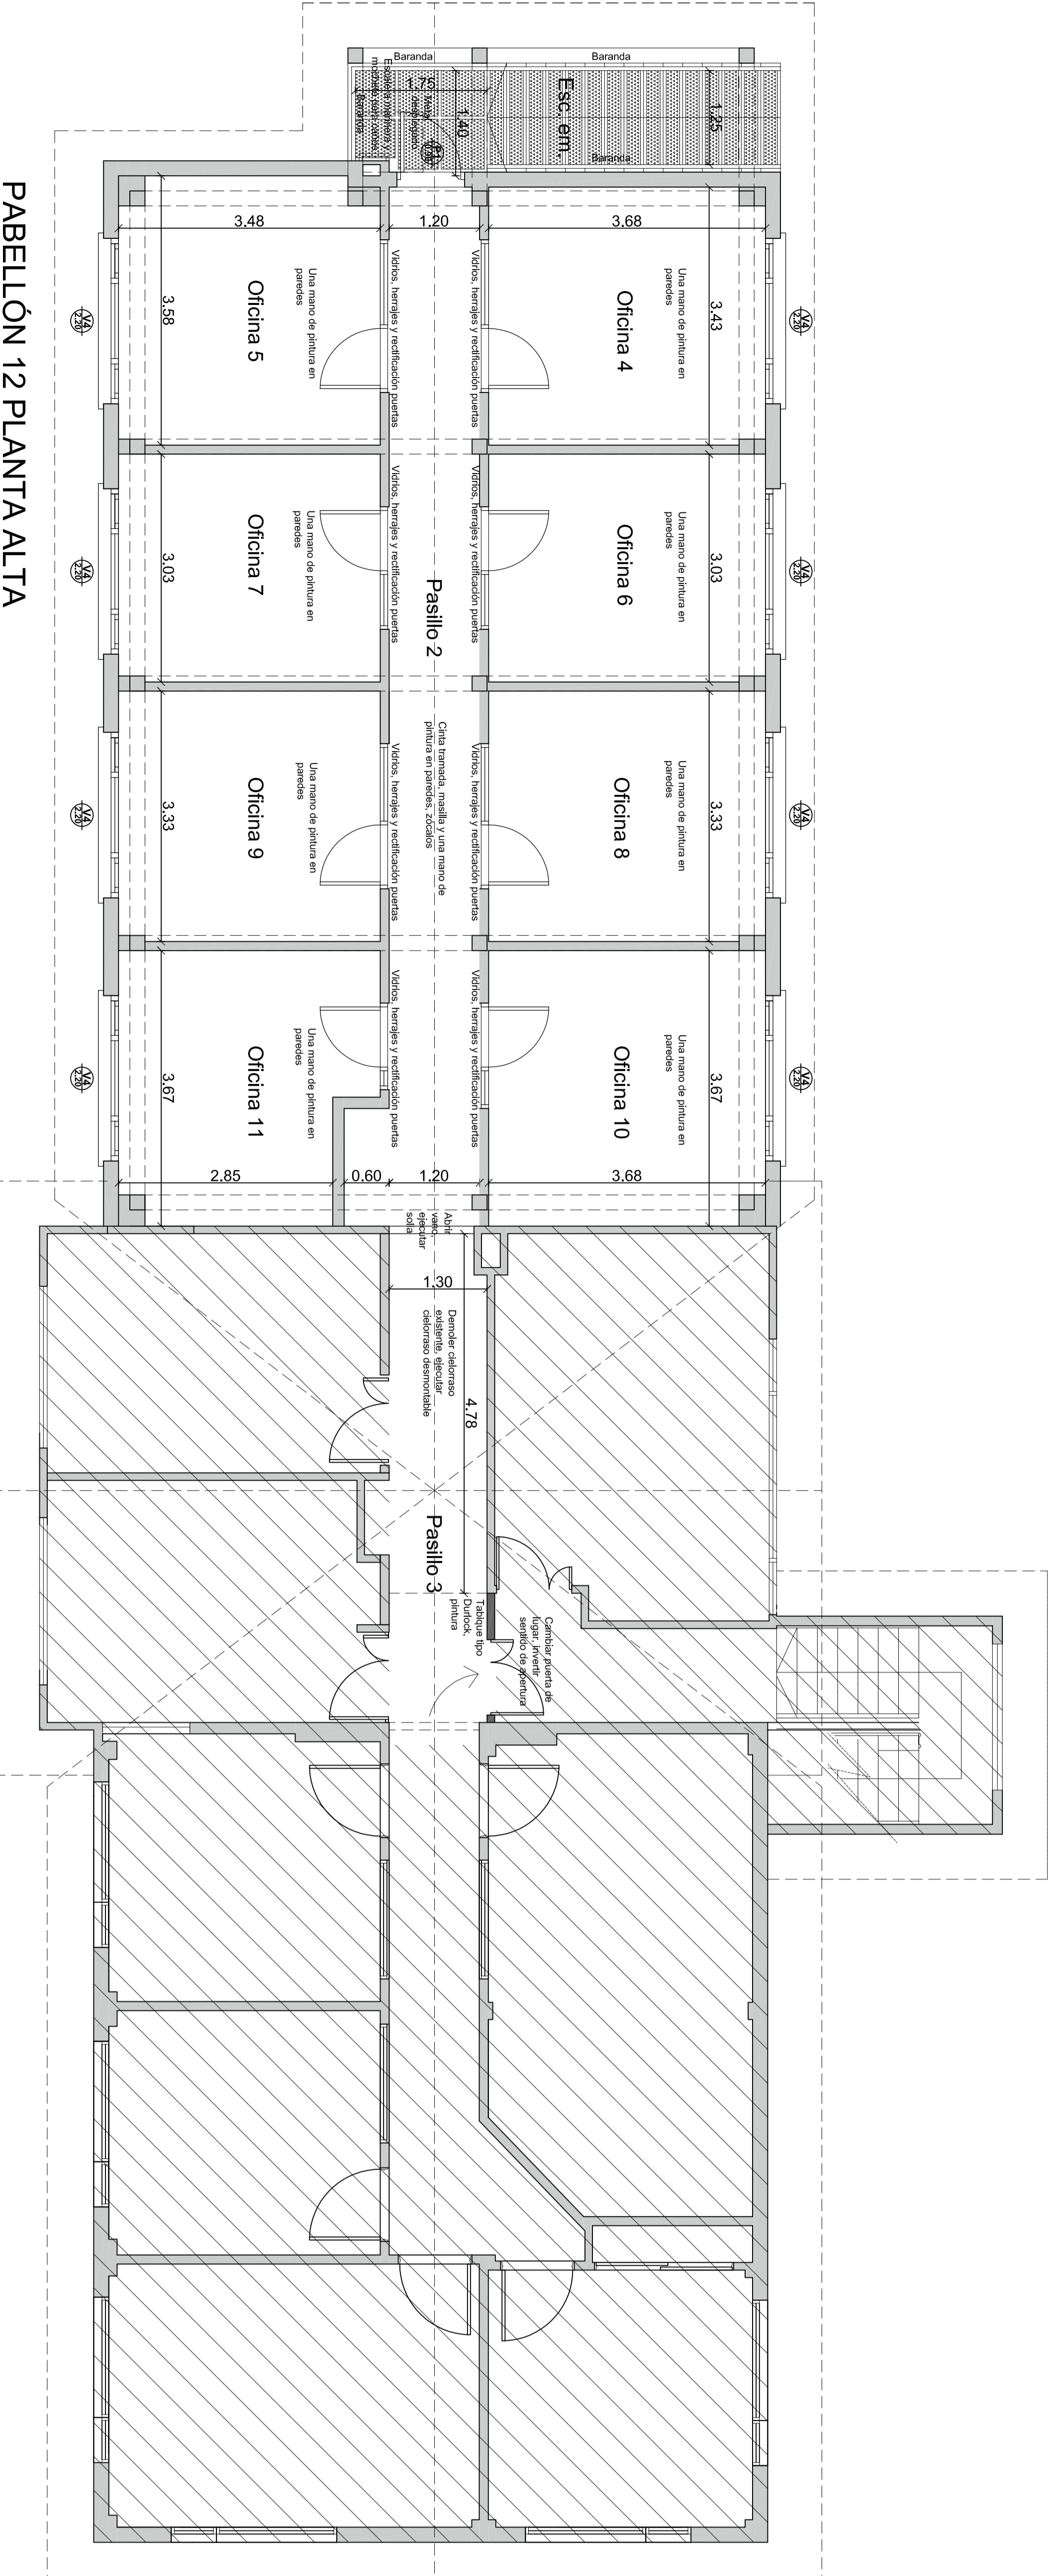 PABELLÓN 12 PLANTA ALTA
Baranda
Baranda
Baranda
Baranda
Esc. em.
1.25
1.40
1.75
Metal
desplegado
P1
Escalera marinera y
3.48
1.20
3.68
Oficina 4
Una mano de pintura en
paredes
3.43
V4
2.20
Vidrios, herrajes y rectificación puertas
Oficina 5
Una mano de pintura en
paredes
3.58
V4
2.20
Vidrios, herrajes y rectificación puertas
Oficina 6
Una mano de pintura en
paredes
3.03
V4
2.20
Vidrios, herrajes y rectificación puertas
Oficina 7
Una mano de pintura en
paredes
3.03
V4
2.20
Vidrios, herrajes y rectificación puertas
Pasillo 2
Cinta tramada, masilla y una mano de
pintura en paredes, zócalos
Oficina 8
Una mano de pintura en
paredes
3.33
V4
2.20
Vidrios, herrajes y rectificación puertas
Oficina 9
Una mano de pintura en
paredes
3.33
V4
2.20
Vidrios, herrajes y rectificación puertas
Oficina 10
Una mano de pintura en
paredes
3.67
V4
2.20
Vidrios, herrajes y rectificación puertas
Oficina 11
Una mano de pintura en
paredes
3.67
V4
2.20
Vidrios, herrajes y rectificación puertas
2.85
0.60
1.20
3.68
Abrir
vano,
ejecutar
solia
1.30
Demoler cielorraso
existente, ejecutar
cielorraso desmontable
4.78
Pasillo 3
Tabique tipo
Durlock,
pintura
Cambiar puerta de
lugar, invertir
sentido de apertura